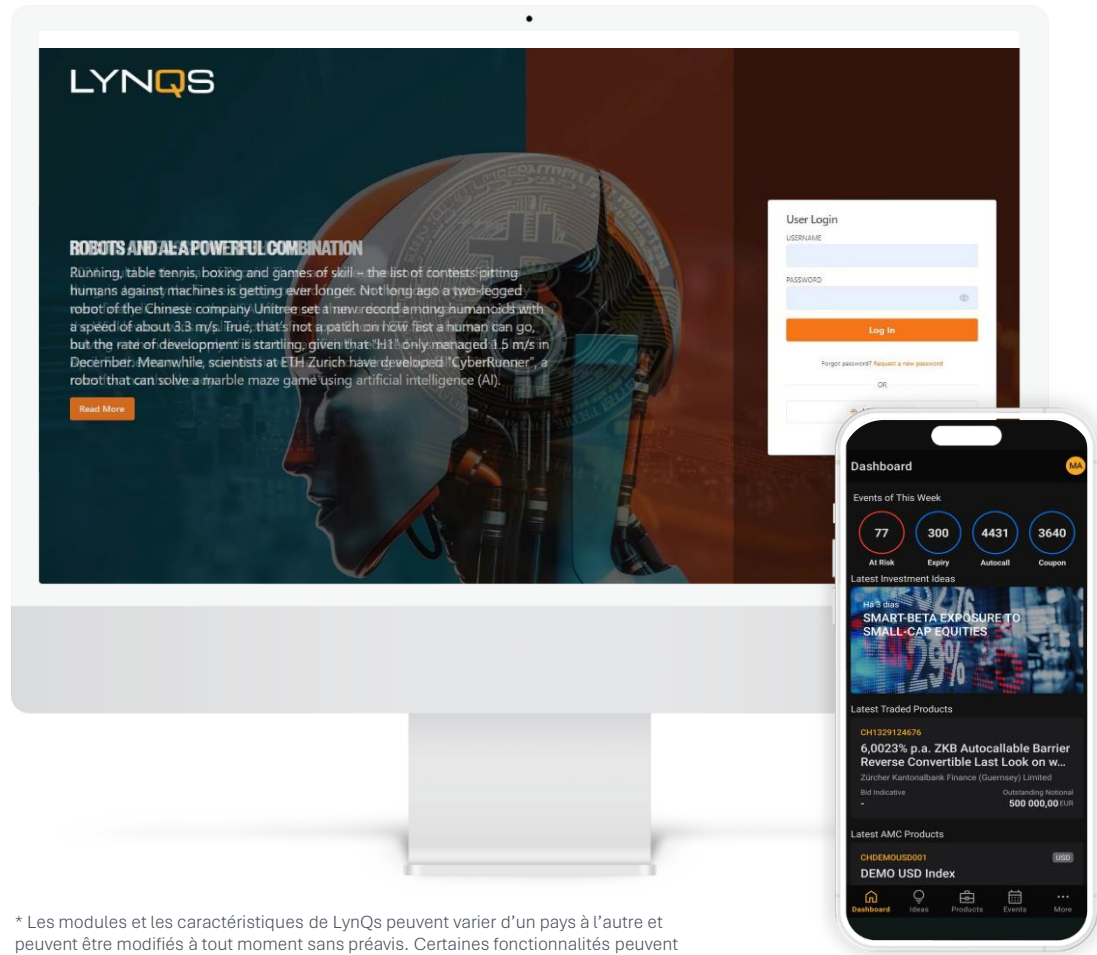 LYNQS
ROBOTS AND AI: A POWERFUL COMBINATION
Running, table tennis, boxing and games of skill – the list of contests pitting
humans against machines is getting ever longer. Not long ago a two-legged
robot of the Chinese company Unitree set a new record among humanoids with
a speed of about 3.3 m/s. True, that's not a patch on how fast a human can go,
but the rate of development is startling, given that "H1" only managed 1.5 m/s in
December. Meanwhile, scientists at ETH Zurich have developed "CyberRunner", a
robot that can solve a marble maze game using artificial intelligence (AI).
Read More
User Login
USERNAME
PASSWORD
Log In
Forgot password? Request a new password
OR
Dashboard
MA
Events of This Week
77 300 4431 3640
At Risk Expiry Autocall Coupon
Latest Investment Ideas
Há 3 dias
SMART-BETA EXPOSURE TO
SMALL-CAP EQUITIES
29%
Latest Traded Products
CH1329124676
6,0023% p.a. ZKB Autocallable Barrier
Reverse Convertible Last Look on w...
Zürcher Kantonalbank Finance (Guernsey) Limited
Bid Indicative Outstanding Notional
- 500 000,00 EUR
Latest AMC Products
CHDEMOUSD001 USD
DEMO USD Index
Dashboard Ideas Products Events More
* Les modules et les caractéristiques de LynQs peuvent varier d'un pays à l'autre et
peuvent être modifiés à tout moment sans préavis. Certaines fonctionnalités peuvent